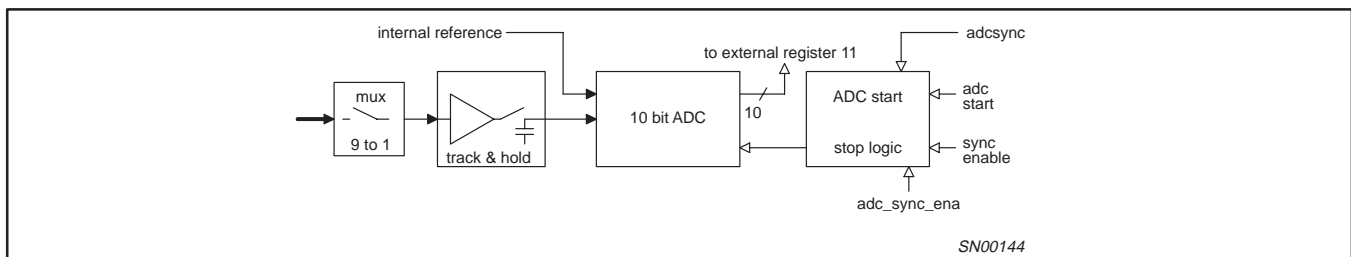 internal reference
adcsync
to external register 11
mux
ADC start
adc
start
10 bit ADC
10
9 to 1
track & hold
stop logic
sync
enable
adc_sync_ena
SN00144